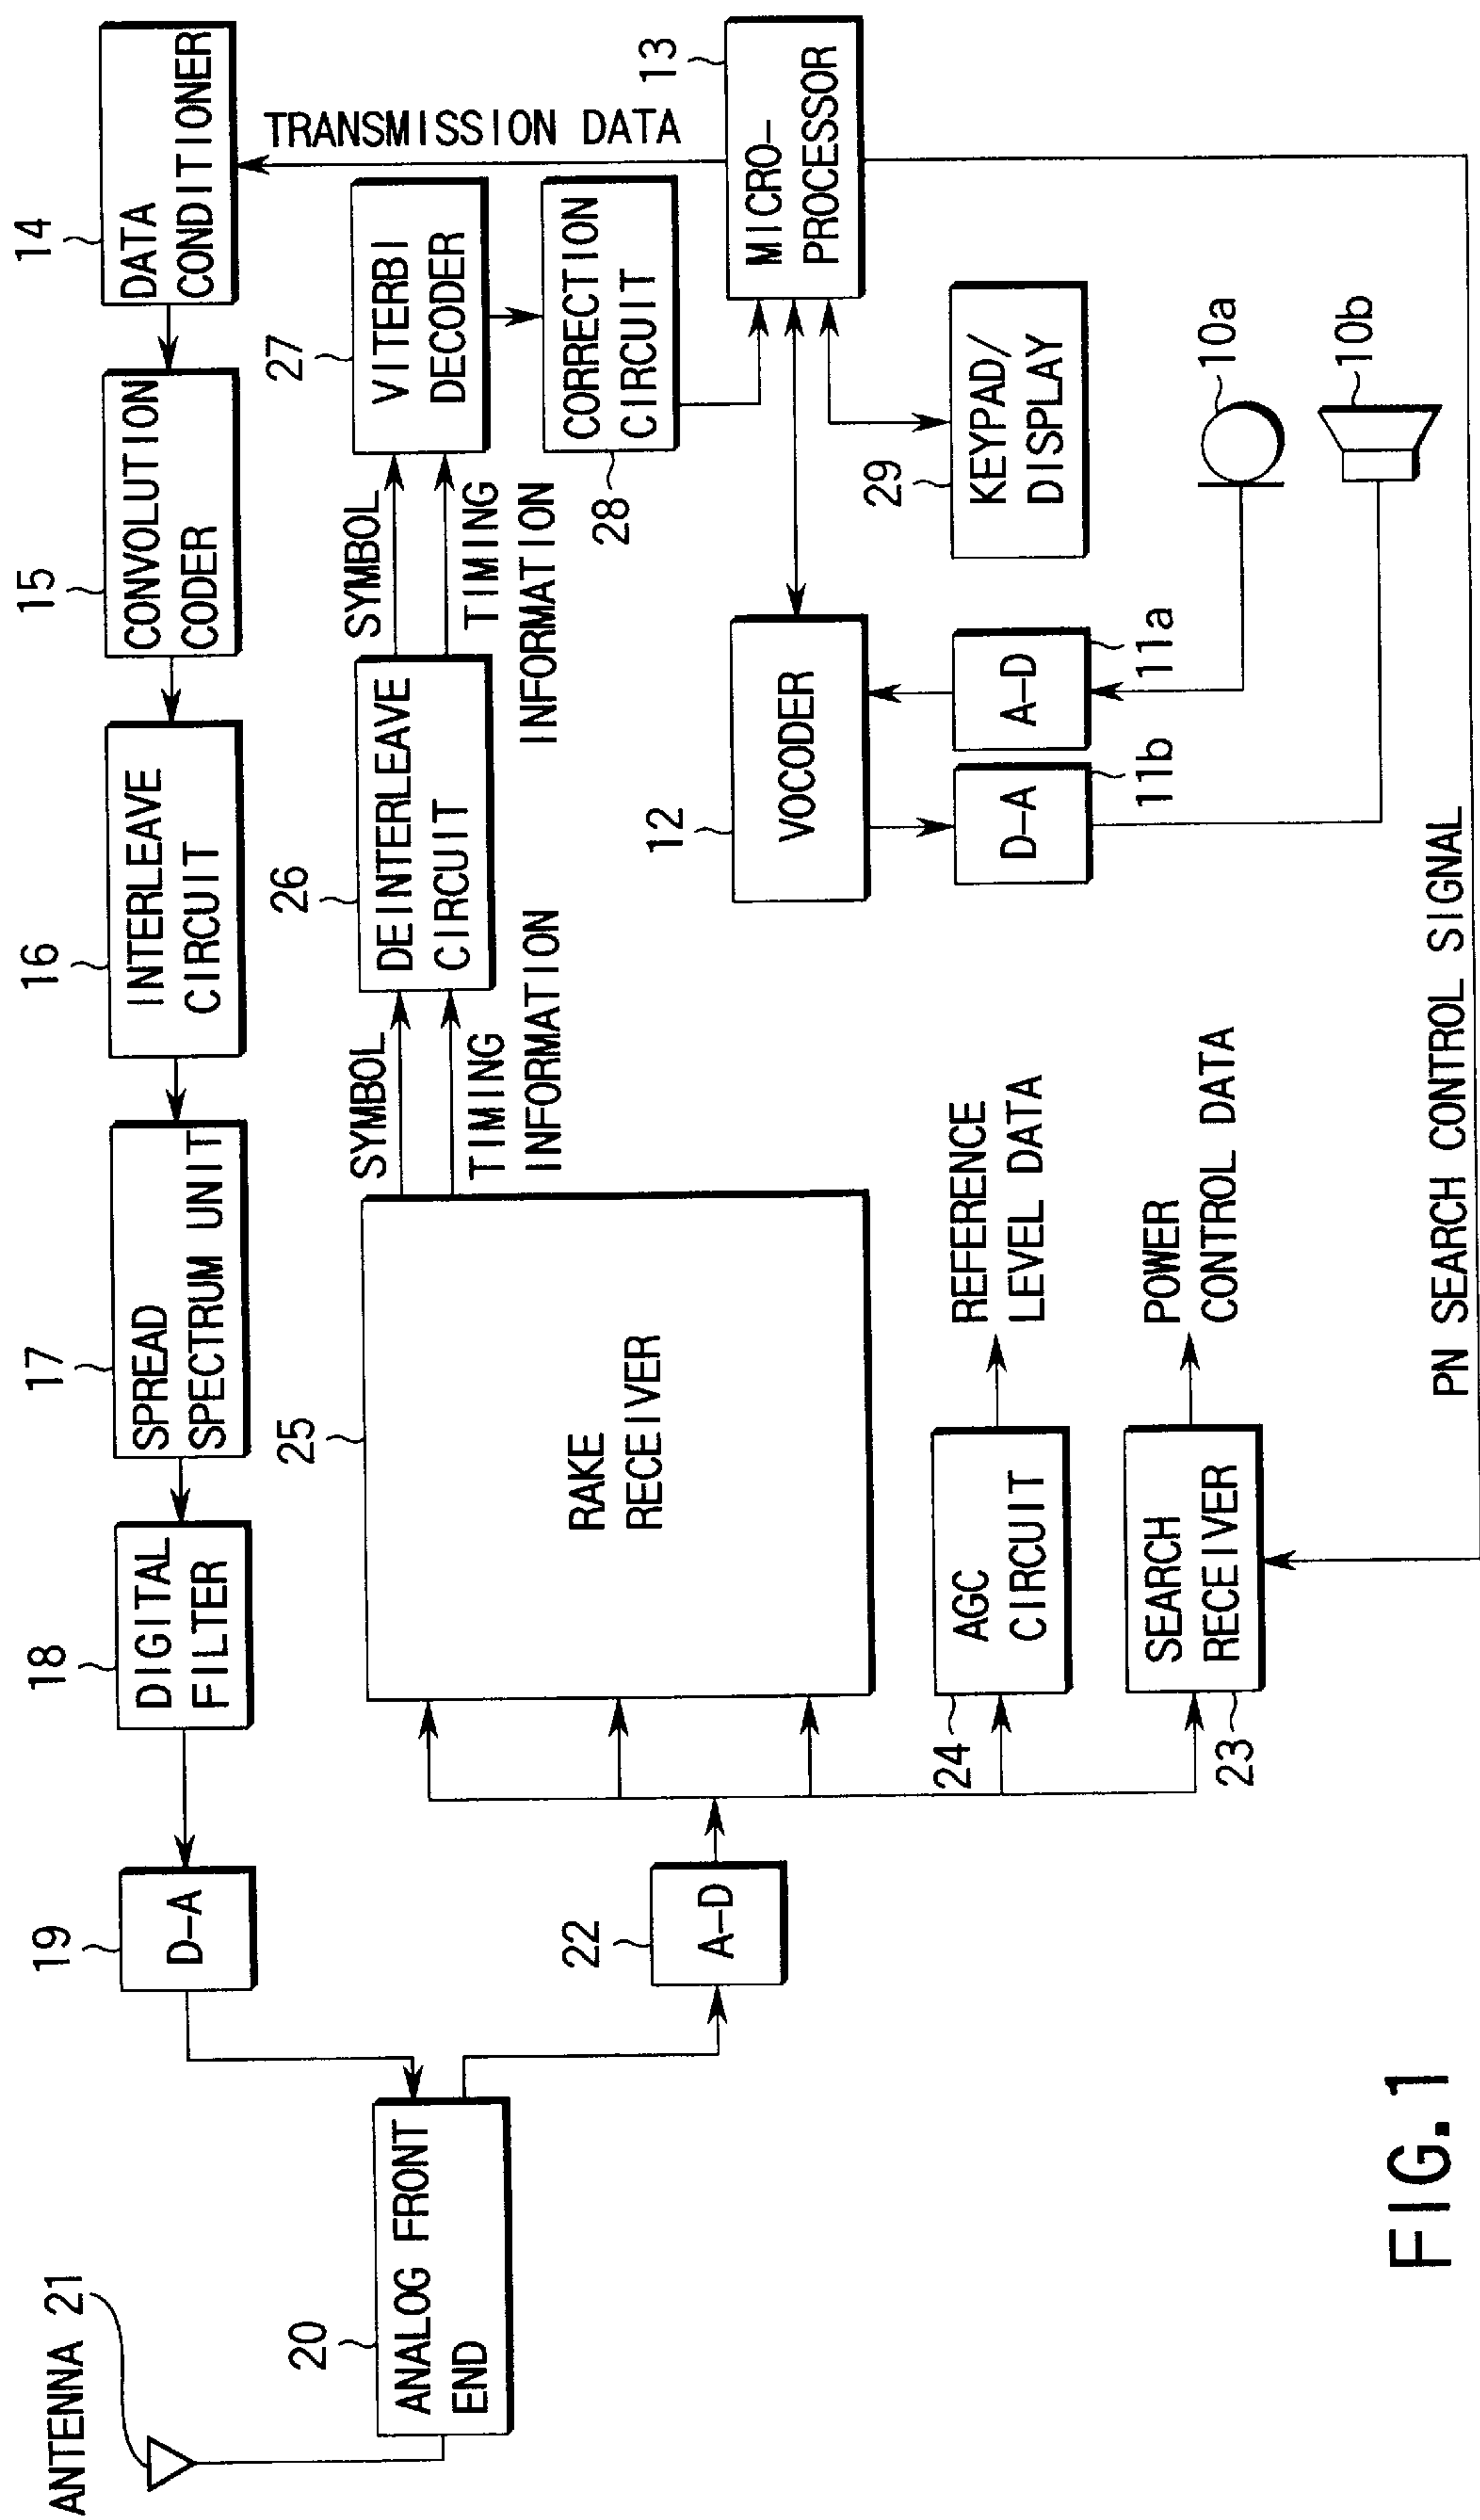 ANTENNA 21
19
D-A
18
DIGITAL
FILTER
17
SPREAD
SPECTRUM UNIT
16
INTERLEAVE
CIRCUIT
15
CONVOLUTION
CODER
14
DATA
CONDITIONER
20
ANALOG FRONT
END
22
A-D
25
RAKE
RECEIVER
SYMBOL
TIMING
INFORMATION
26
DEINTERLEAVE
CIRCUIT
SYMBOL
TIMING
INFORMATION
27
VITERBI
DECODER
28
CORRECTION
CIRCUIT
TRANSMISSION DATA
13
MICRO-
PROCESSOR
12
VOCODER
29
KEYPAD/
DISPLAY
D-A
11b
A-D
11a
10a
10b
24
AGC
CIRCUIT
REFERENCE
LEVEL DATA
23
SEARCH
RECEIVER
POWER
CONTROL DATA
PN SEARCH CONTROL SIGNAL
FIG.1